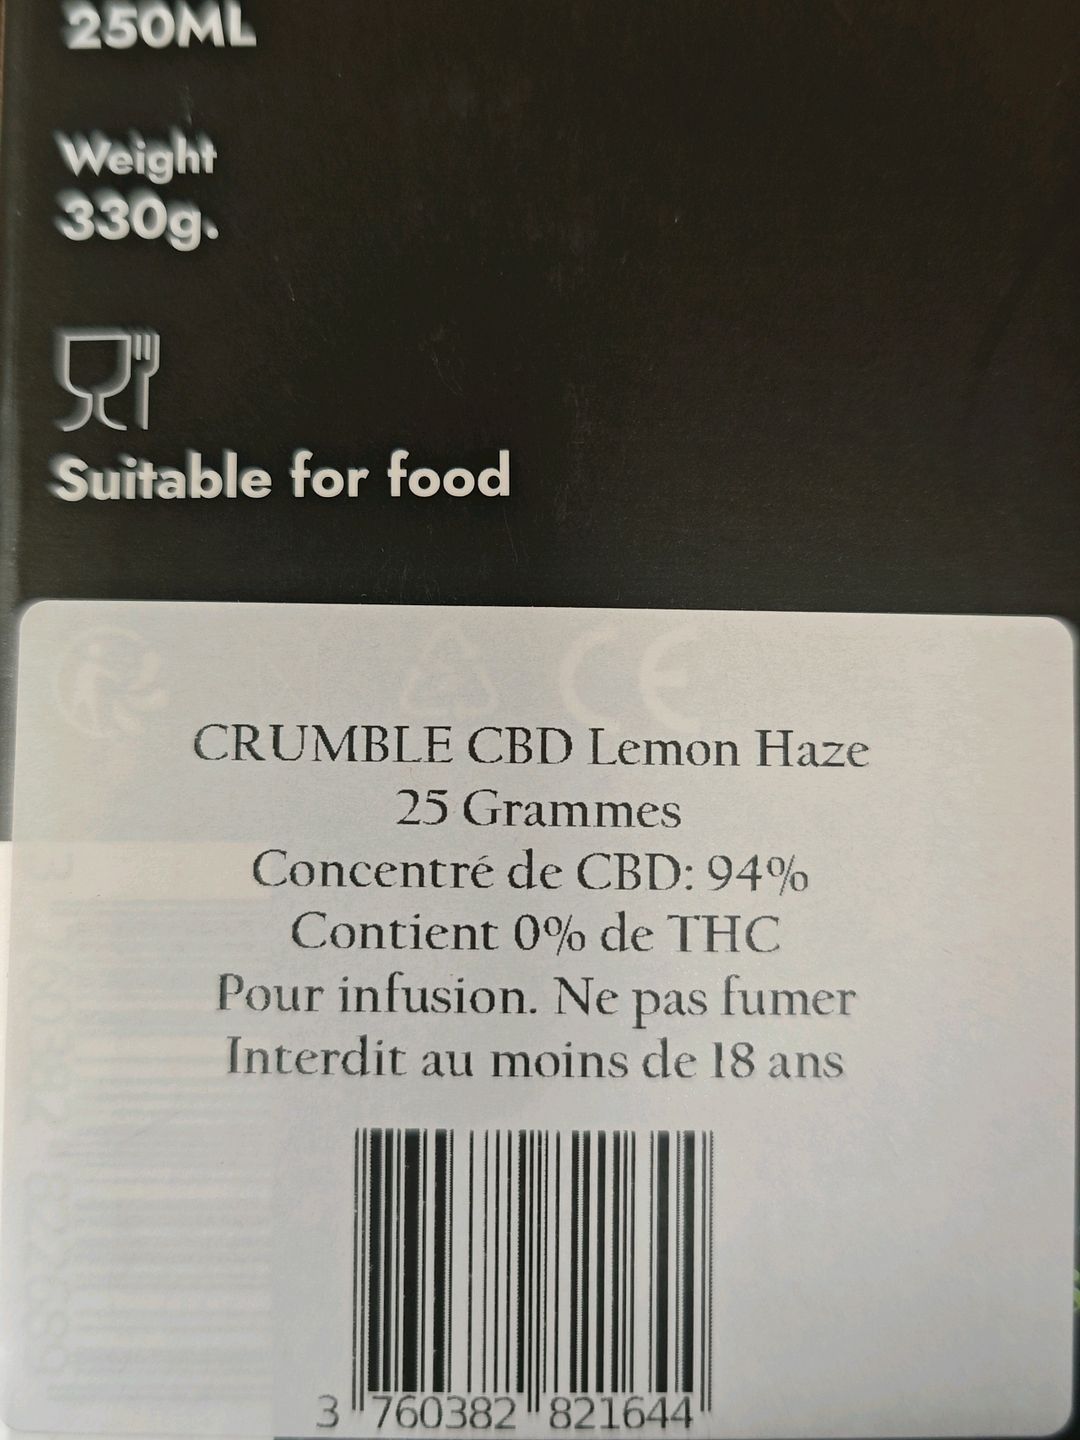 250ML
Weight
330g.
Suitable for food
CE
CRUMBLE CBD Lemon Haze
25 Grammes
Concentré de CBD: 94%
Contient 0% de THC
Pour infusion. Ne pas fumer
Interdit au moins de 18 ans
3 760382 821644